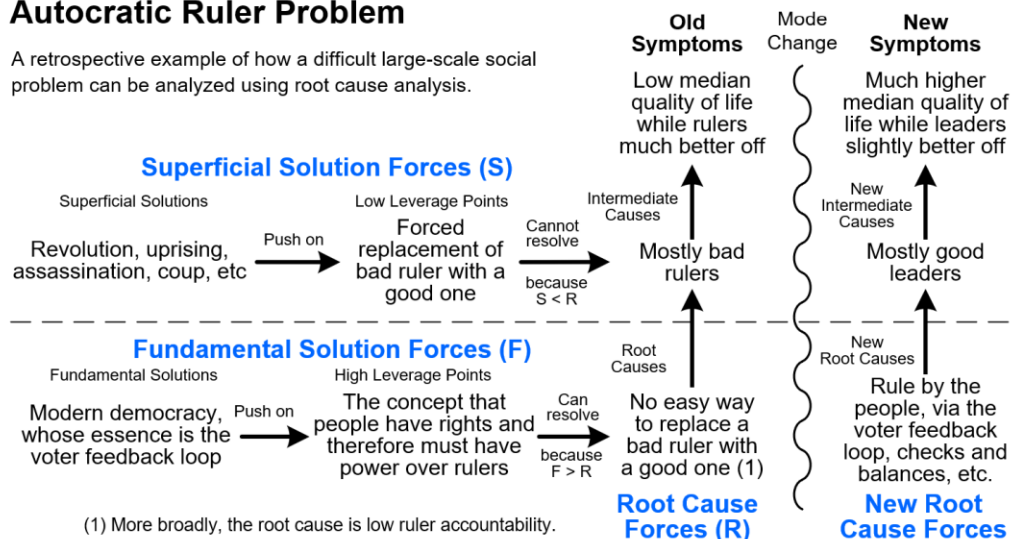 Autocratic Ruler Problem
A retrospective example of how a difficult large-scale social
problem can be analyzed using root cause analysis.
Old
Symptoms
Mode
Change
New
Symptoms
Low median
quality of life
while rulers
much better off
Much higher
median quality of
life while leaders
slightly better off
Superficial Solution Forces (S)
Superficial Solutions
Revolution, uprising,
assassination, coup, etc
Push on
Low Leverage Points
Forced
replacement of
bad ruler with a
good one
Cannot
resolve
because
S < R
Intermediate
Causes
Mostly bad
rulers
New
Intermediate
Causes
Mostly good
leaders
Fundamental Solution Forces (F)
Fundamental Solutions
Modern democracy,
whose essence is the
voter feedback loop
Push on
High Leverage Points
The concept that
people have rights and
therefore must have
power over rulers
Can
resolve
because
F > R
Root
Causes
No easy way
to replace a
bad ruler with
a good one (1)
Root Cause
Forces (R)
New
Root Causes
Rule by the
people, via the
voter feedback
loop, checks and
balances, etc.
New Root
Cause Forces
(1) More broadly, the root cause is low ruler accountability.